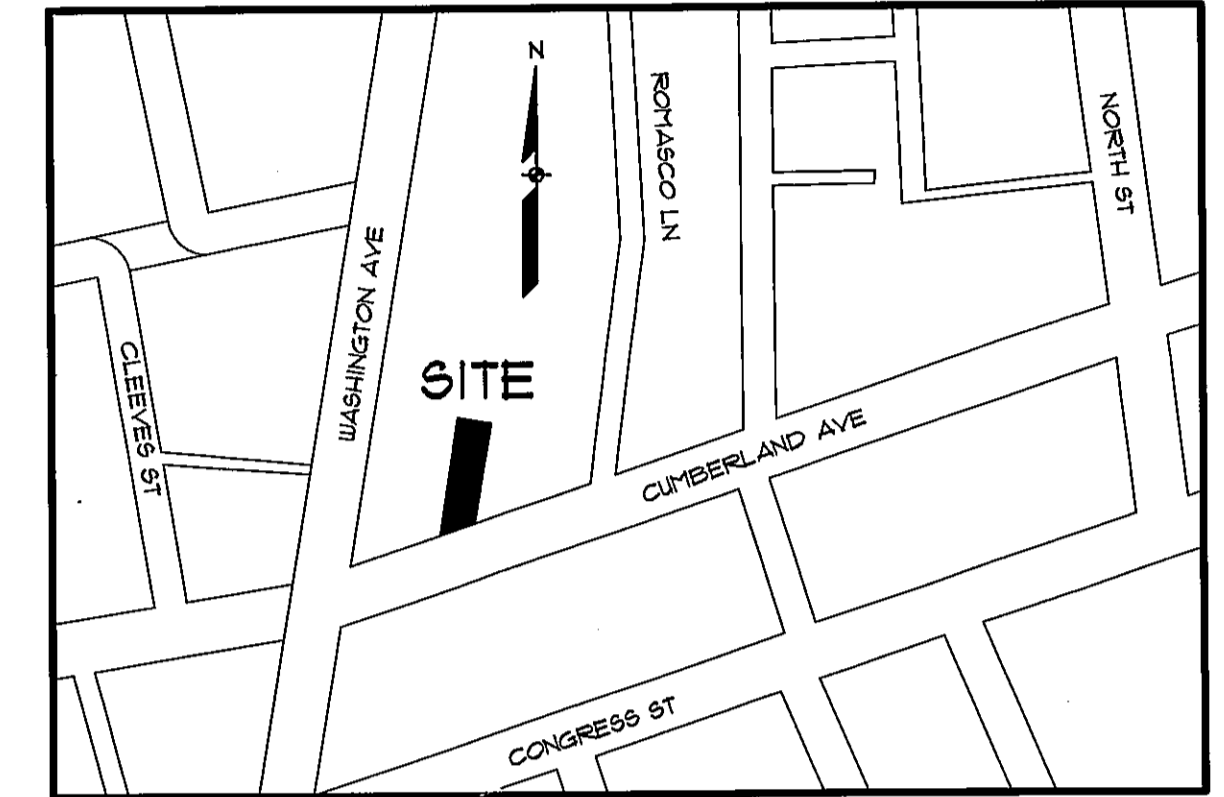 N
ROMASCO LN
NORTH ST
WASHINGTON AVE
CLEEVES ST
SITE
CUMBERLAND AVE
CONGRESS ST